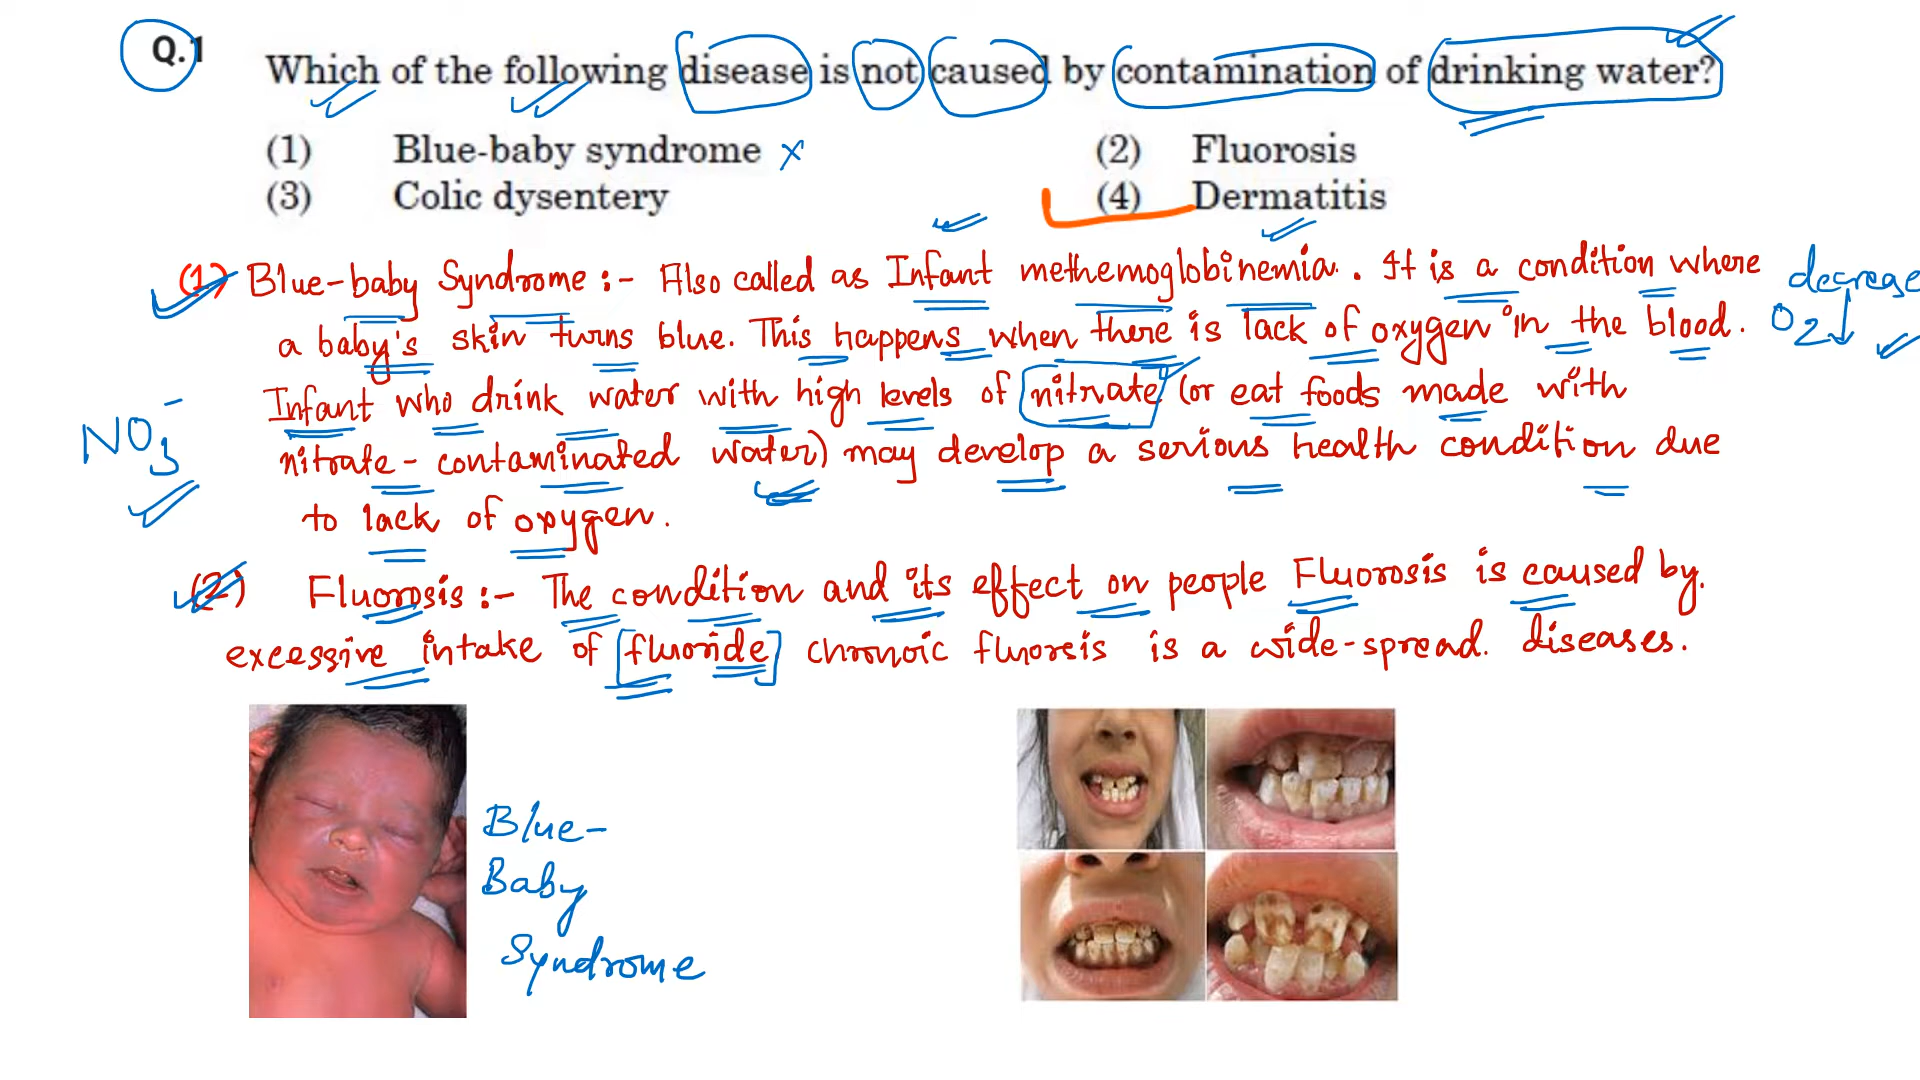 Q.1
Which of the following disease is not caused by contamination of drinking water?
(1) Blue-baby syndrome x (2) Fluorosis
(3) Colic dysentery (4) Dermatitis
(1) Blue-baby Syndrome :- Also called as Infant methemoglobinemia. It is a condition where
decrease
a baby's skin turns blue. This happens when there is lack of oxygen in the blood.
O2↓
Infant who drink water with high levels of nitrate (or eat foods made with
NO3-
nitrate - contaminated water) may develop a serious health condition due
to lack of oxygen.
(2) Fluorosis :- The condition and its effect on people Fluorosis is caused by.
excessive intake of [fluoride] chronoic fluorsis is a wide-spread. diseases.
Blue-
Baby
Syndrome